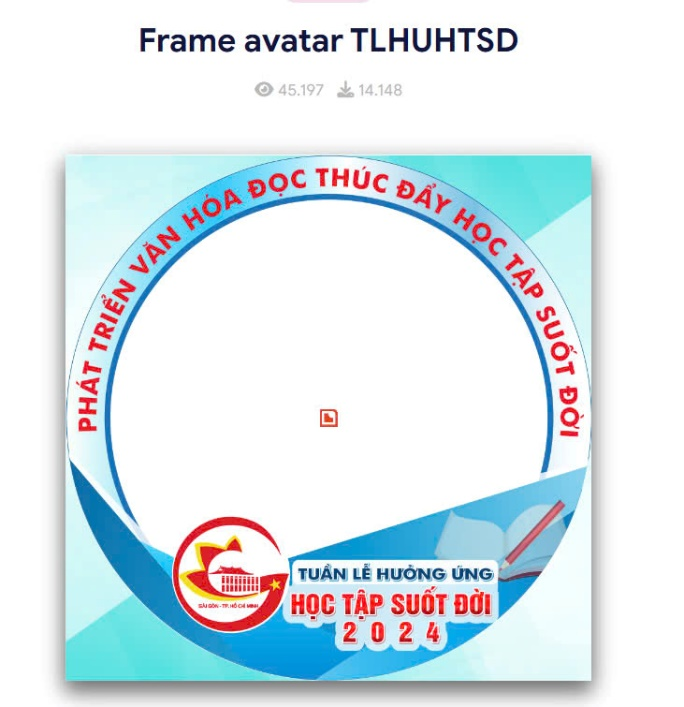 Frame avatar TLHUHTSD
45.197 14.148
PHÁT TRIỂN VĂN HÓA ĐỌC THÚC ĐẨY HỌC TẬP SUỐT ĐỜI
SÀI GÒN - TP. HỒ CHÍ MINH
TUẦN LỄ HƯỞNG ỨNG
HỌC TẬP SUỐT ĐỜI
2024